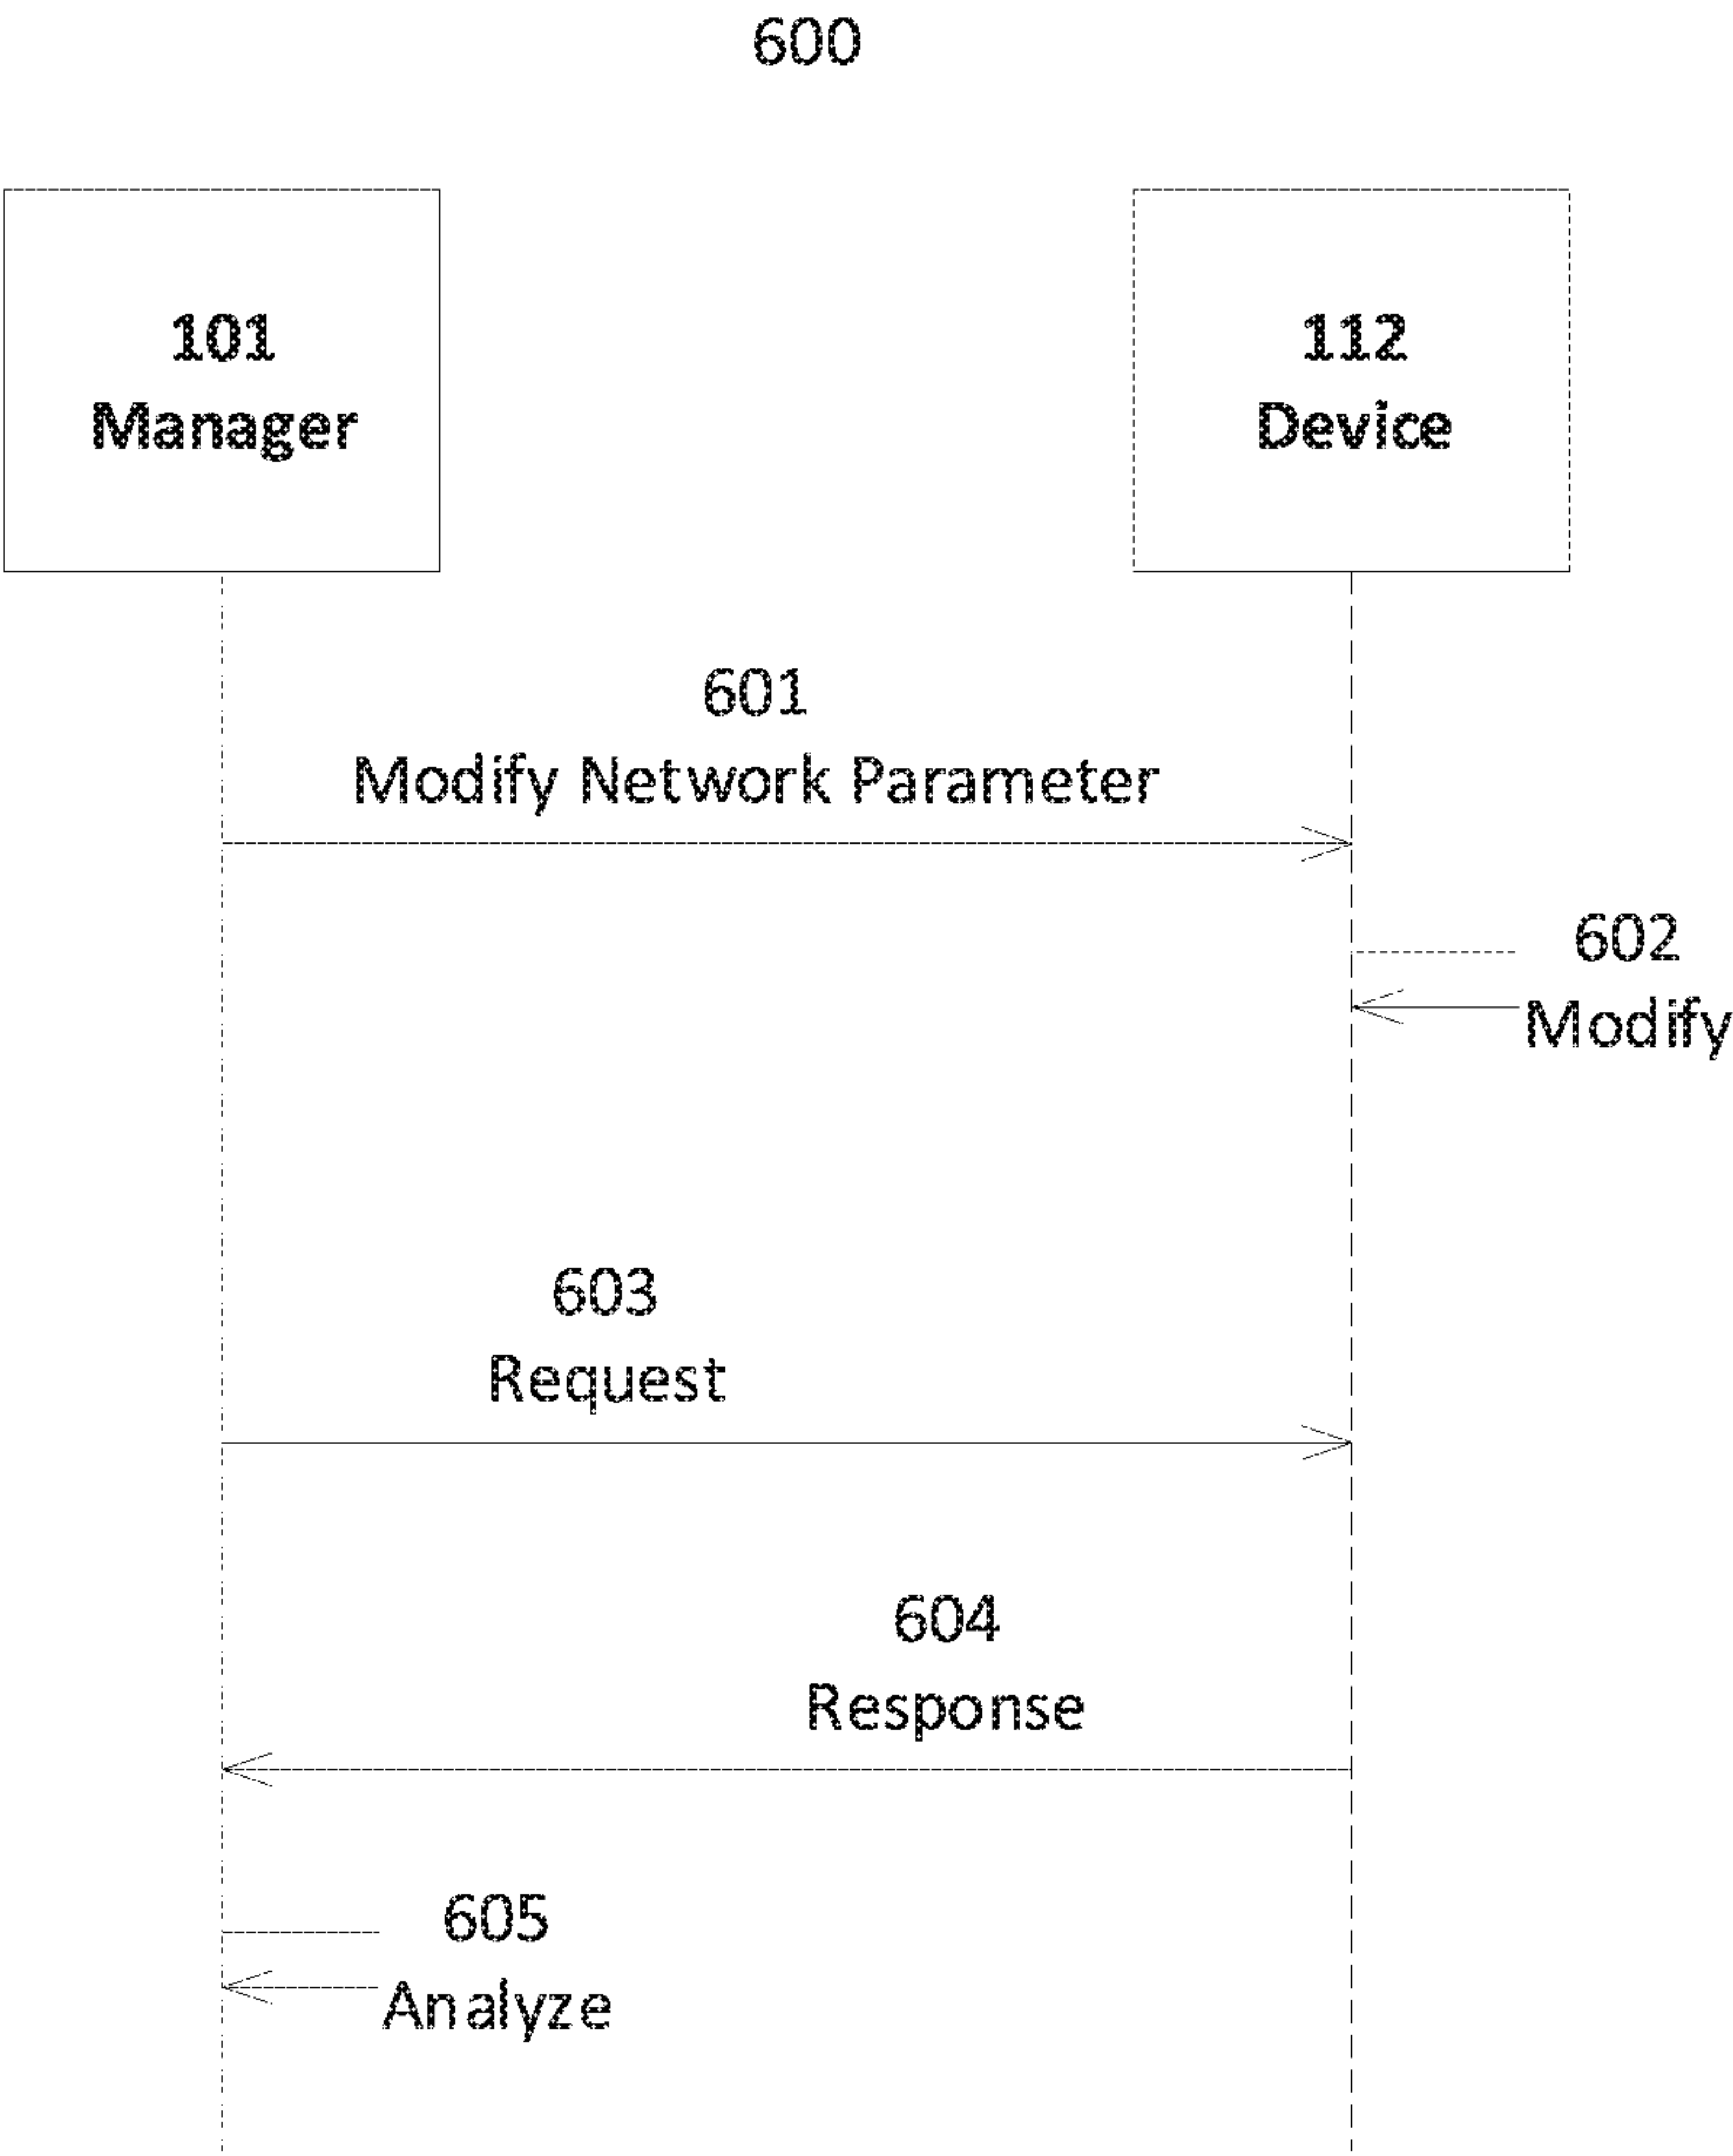 600
101
Manager
112
Device
601
Modify Network Parameter
602
Modify
603
Request
604
Response
605
Analyze